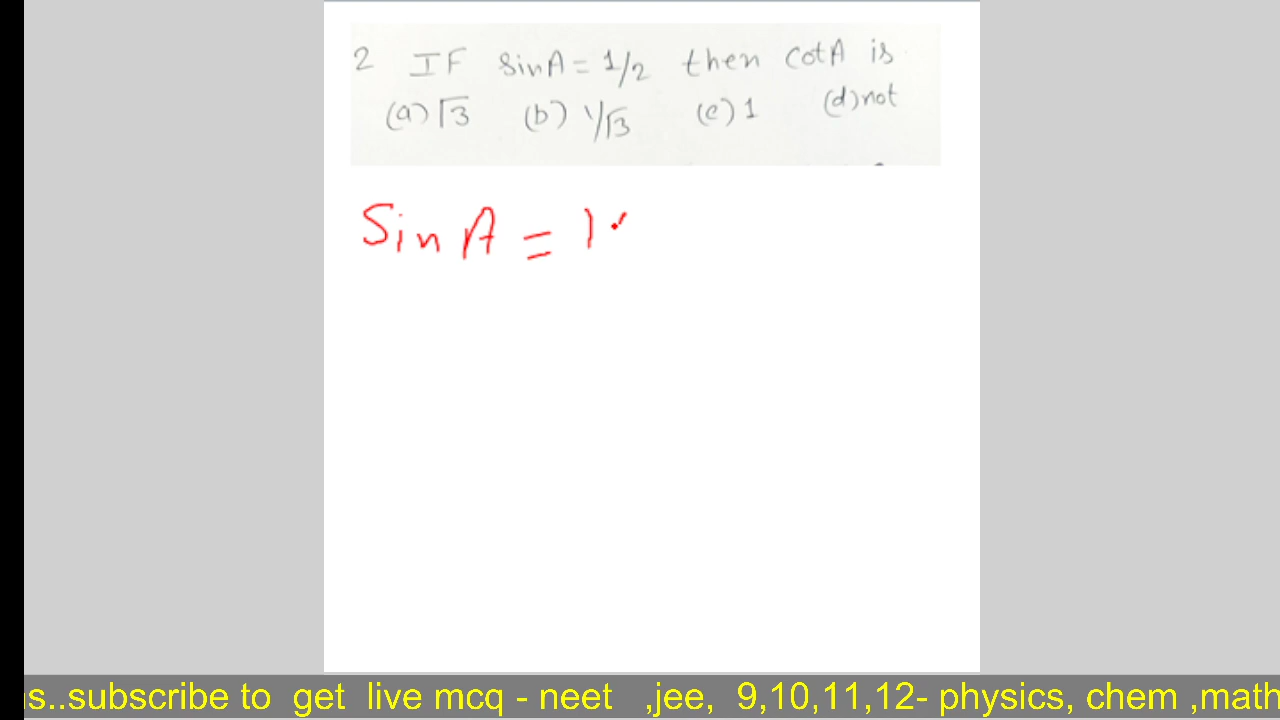 2 IF sinA = 1/2 then cotA is
(a) √3 (b) 1/√3 (c) 1 (d) not
Sin A = 1
subscribe to get live mcq - neet ,jee, 9,10,11,12- physics, chem ,math